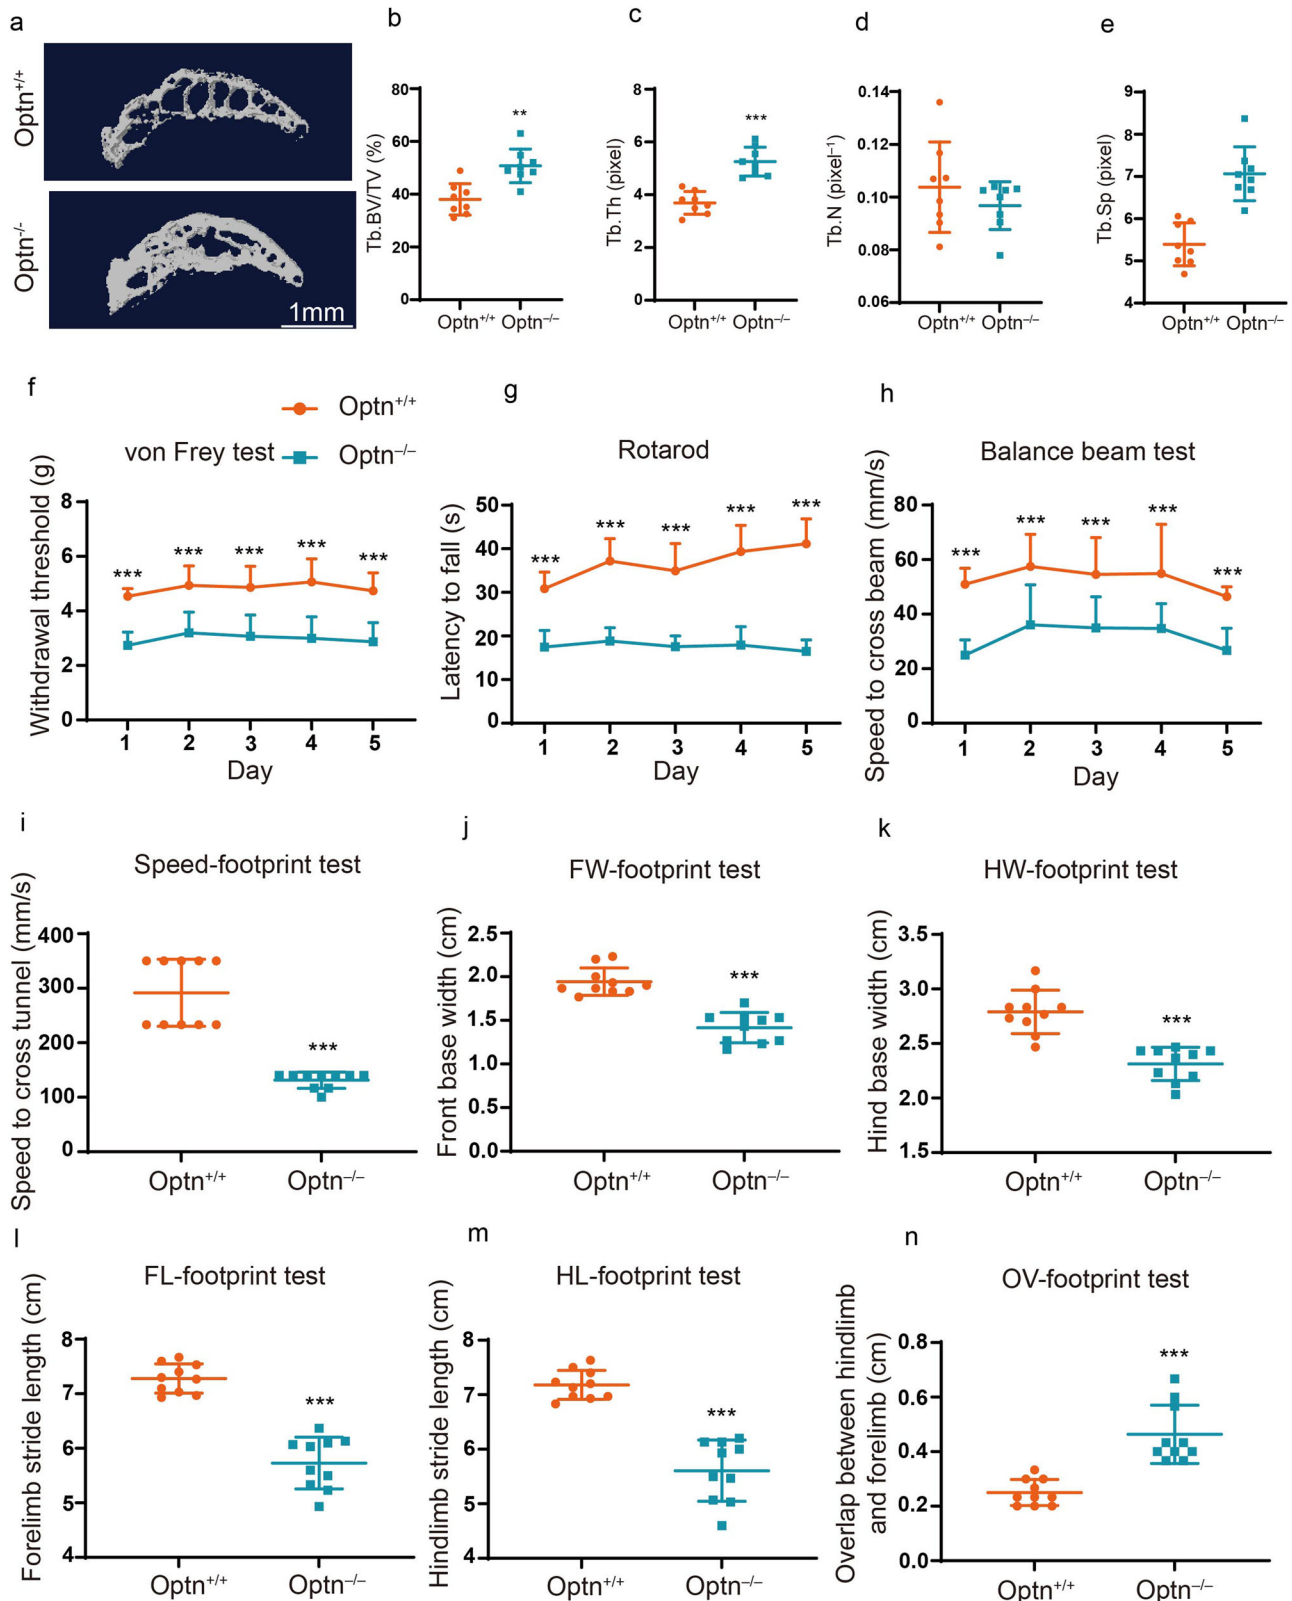 a
Optn+/+
Optn-/-
1mm
b
Tb.BV/TV (%)
80
60
40
20
0
**
Optn+/+ Optn–/–
c
Tb.Th (pixel)
8
6
4
2
0
***
Optn+/+ Optn–/–
d
Tb.N (pixel–1)
0.14
0.12
0.10
0.08
0.06
Optn+/+ Optn–/–
e
Tb.Sp (pixel)
9
8
7
6
5
4
Optn+/+ Optn–/–
f
Optn+/+
Optn–/–
von Frey test
Withdrawal threshold (g)
8
6
4
2
0
*** *** *** *** ***
1 2 3 4 5
Day
g
Rotarod
Latency to fall (s)
50
40
30
20
10
0
*** *** *** *** ***
1 2 3 4 5
Day
h
Balance beam test
Speed to cross beam (mm/s)
80
60
40
20
0
*** *** *** *** ***
1 2 3 4 5
Day
i
Speed-footprint test
Speed to cross tunnel (mm/s)
400
300
200
100
0
***
Optn+/+ Optn–/–
j
FW-footprint test
Front base width (cm)
2.5
2.0
1.5
1.0
0.5
0.0
***
Optn+/+ Optn–/–
k
HW-footprint test
Hind base width (cm)
3.5
3.0
2.5
2.0
1.5
***
Optn+/+ Optn–/–
l
FL-footprint test
Forelimb stride length (cm)
8
7
6
5
4
***
Optn+/+ Optn–/–
m
HL-footprint test
Hindlimb stride length (cm)
8
7
6
5
4
***
Optn+/+ Optn–/–
n
OV-footprint test
Overlap between hindlimb
and forelimb (cm)
0.8
0.6
0.4
0.2
0.0
***
Optn+/+ Optn–/–